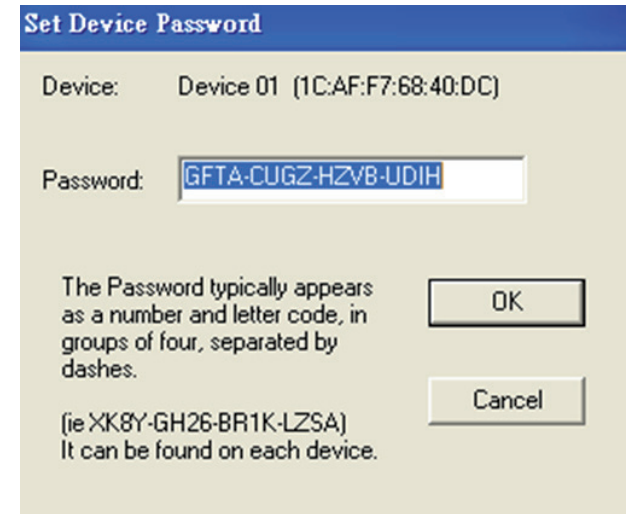 Set Device Password
Device: Device 01 (1C:AF:F7:68:40:DC)
Password: GFTA-CUGZ-HZVB-UDIH
The Password typically appears
as a number and letter code, in
groups of four, separated by
dashes.
OK
(ie XK8Y-GH26-BR1K-LZSA)
It can be found on each device.
Cancel